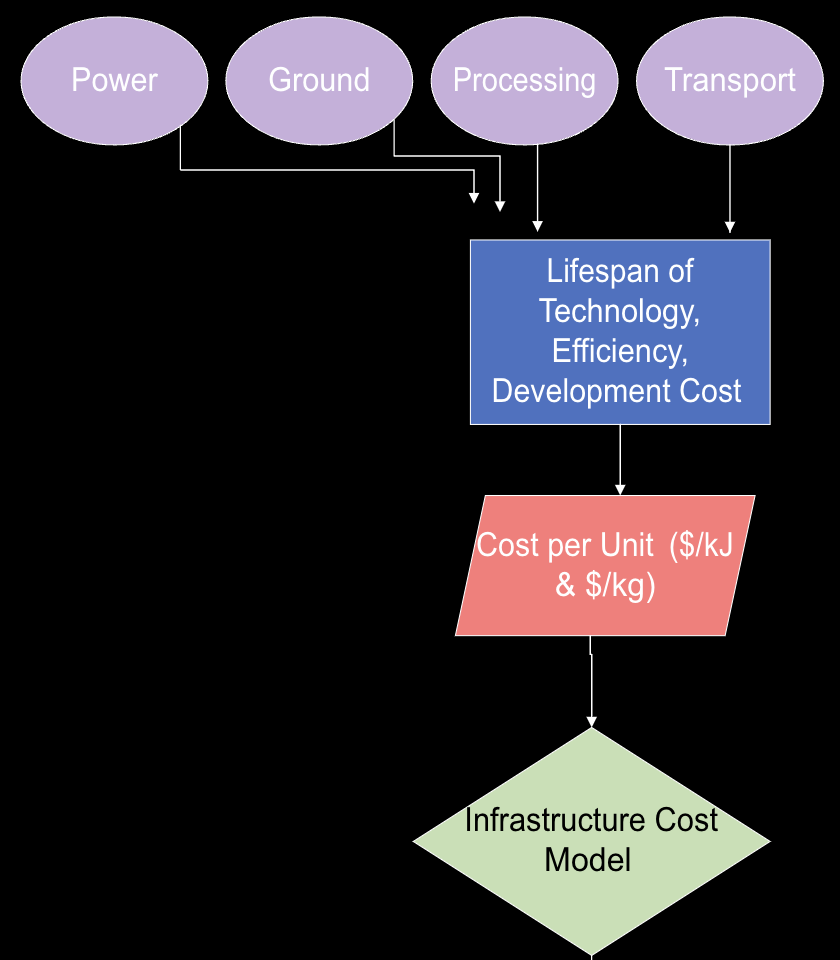 Power
Ground
Processing
Transport
Lifespan of
Technology,
Efficiency,
Development Cost
Cost per Unit  ($/kJ
& $/kg)
Infrastructure Cost
Model